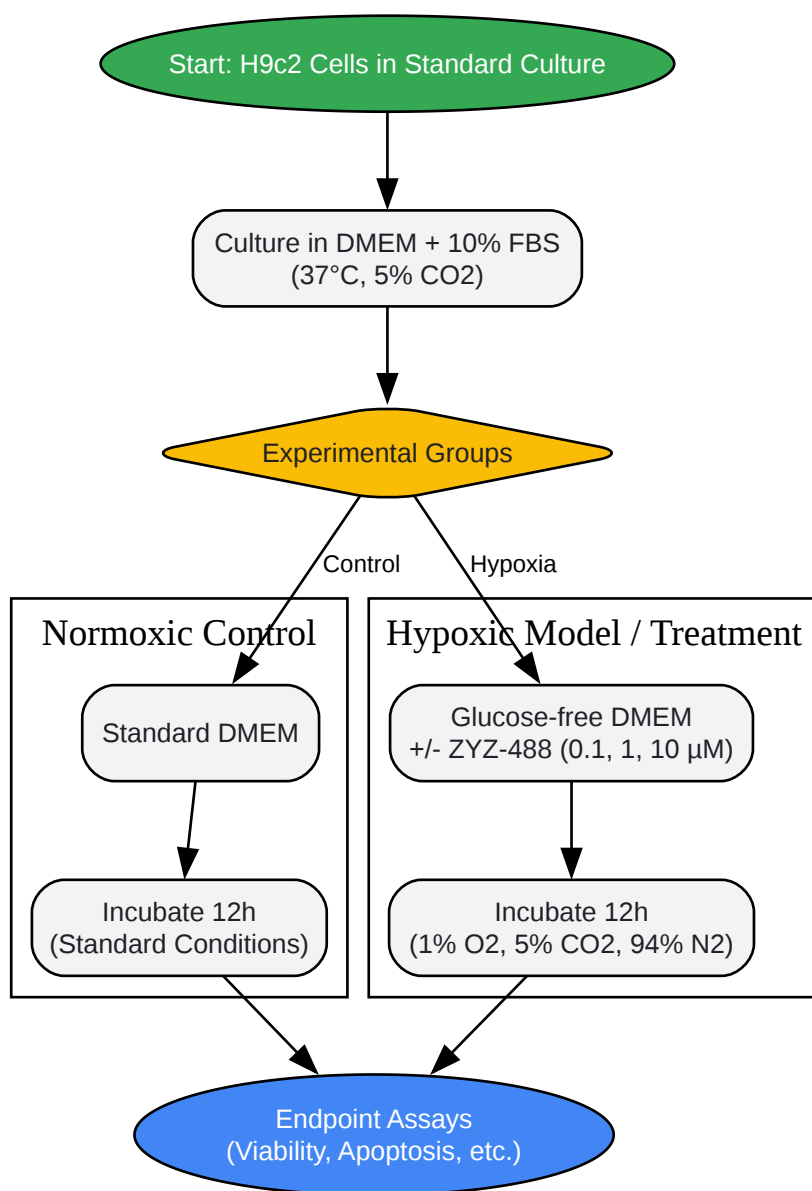 Start: H9c2 Cells in Standard Culture
Culture in DMEM + 10% FBS
(37°C, 5% CO2)
Experimental Groups
Control
Hypoxia
Normoxic Control
Standard DMEM
Incubate 12h
(Standard Conditions)
Hypoxic Model / Treatment
Glucose-free DMEM
+/- ZYZ-488 (0.1, 1, 10 µM)
Incubate 12h
(1% O2, 5% CO2, 94% N2)
Endpoint Assays
(Viability, Apoptosis, etc.)